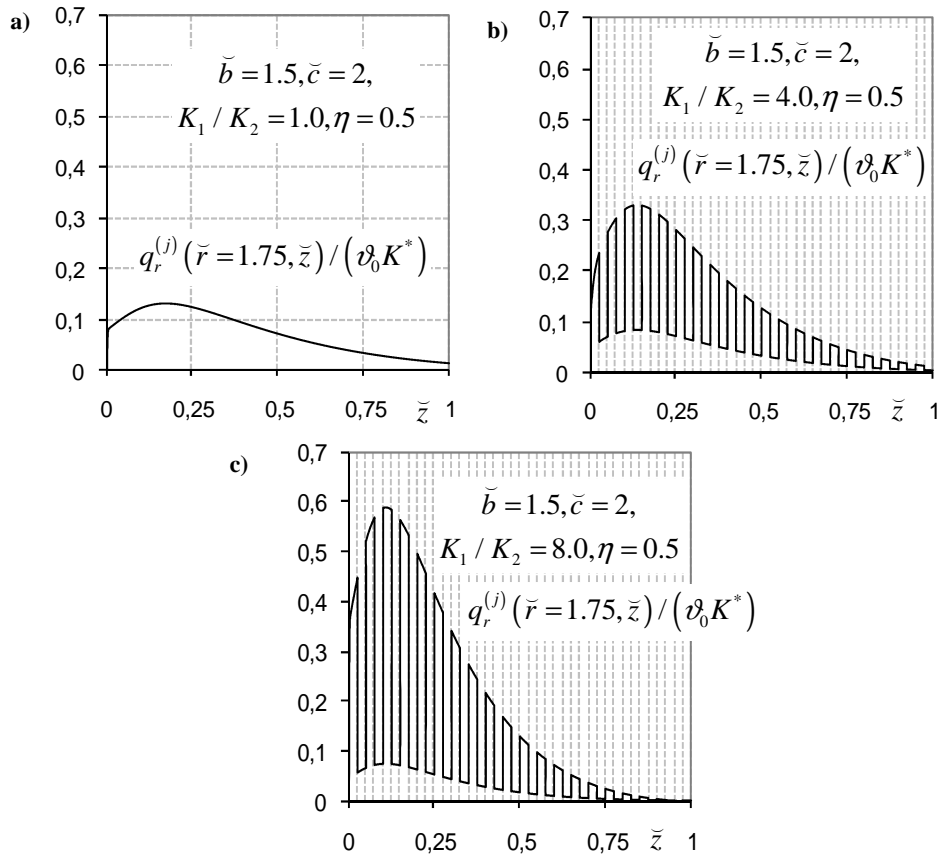 a)
0,7
0,6
0,5
0,4
0,3
0,2
0,1
0
b̆ = 1.5, c̆ = 2,
K₁ / K₂ = 1.0, η = 0.5
q_r^(j) (r̆ = 1.75, z̆) / (ϑ₀K*)
0 0,25 0,5 0,75 1
z̆
b)
0,7
0,6
0,5
0,4
0,3
0,2
0,1
0
b̆ = 1.5, c̆ = 2,
K₁ / K₂ = 4.0, η = 0.5
q_r^(j) (r̆ = 1.75, z̆) / (ϑ₀K*)
0 0,25 0,5 0,75 1
z̆
c)
0,7
0,6
0,5
0,4
0,3
0,2
0,1
0
b̆ = 1.5, c̆ = 2,
K₁ / K₂ = 8.0, η = 0.5
q_r^(j) (r̆ = 1.75, z̆) / (ϑ₀K*)
0 0,25 0,5 0,75 1
z̆